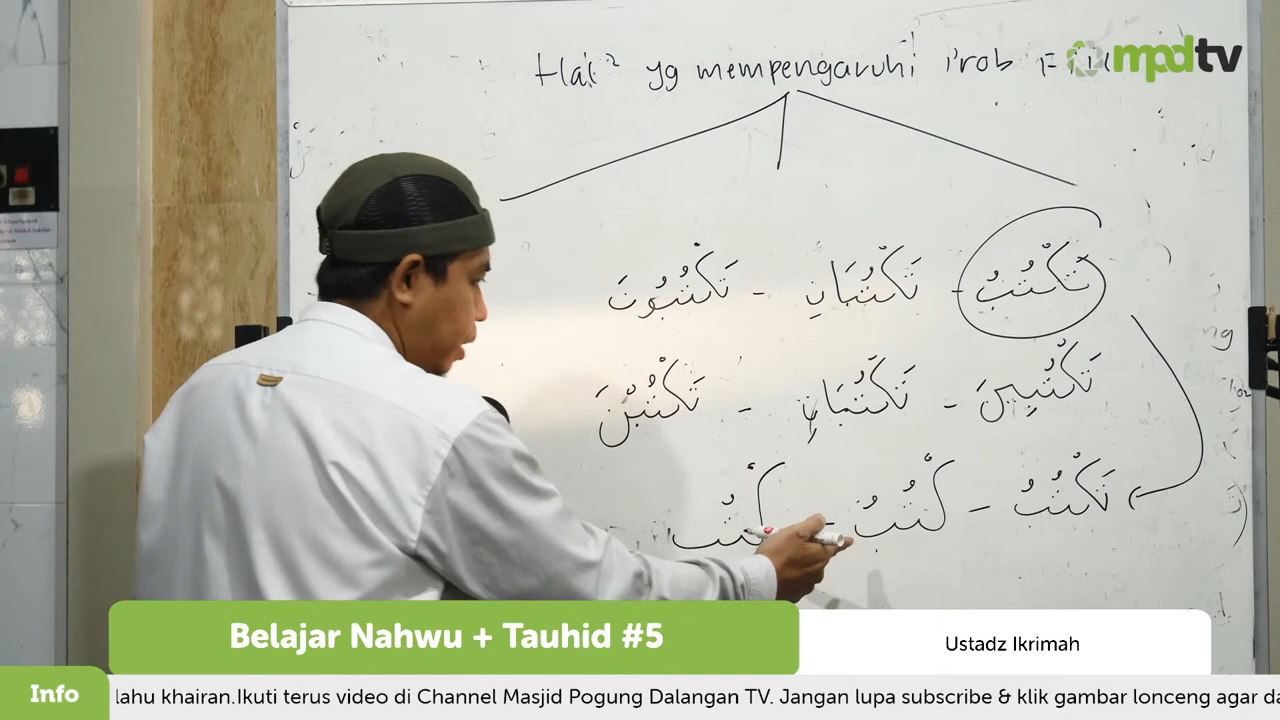 Hal² yg mempengaruhi I'rob
mpdtv
تَكْتُبُ - تَكْتُبَانِ - تَكْتُبُونَ
تَكْتُبِينَ - تَكْتُبَانِ - تَكْتُبْنَ
تَكْتُبُ - كْتُبُ - كْتُب
Belajar Nahwu + Tauhid #5
Ustadz Ikrimah
Info
lahu khairan.Ikuti terus video di Channel Masjid Pogung Dalangan TV. Jangan lupa subscribe & klik gambar lonceng agar da